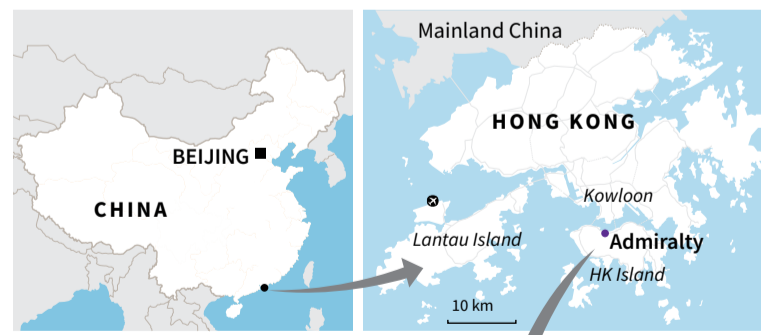 BEIJING
CHINA
Mainland China
HONG KONG
Kowloon
Lantau Island
Admiralty
HK Island
10 km